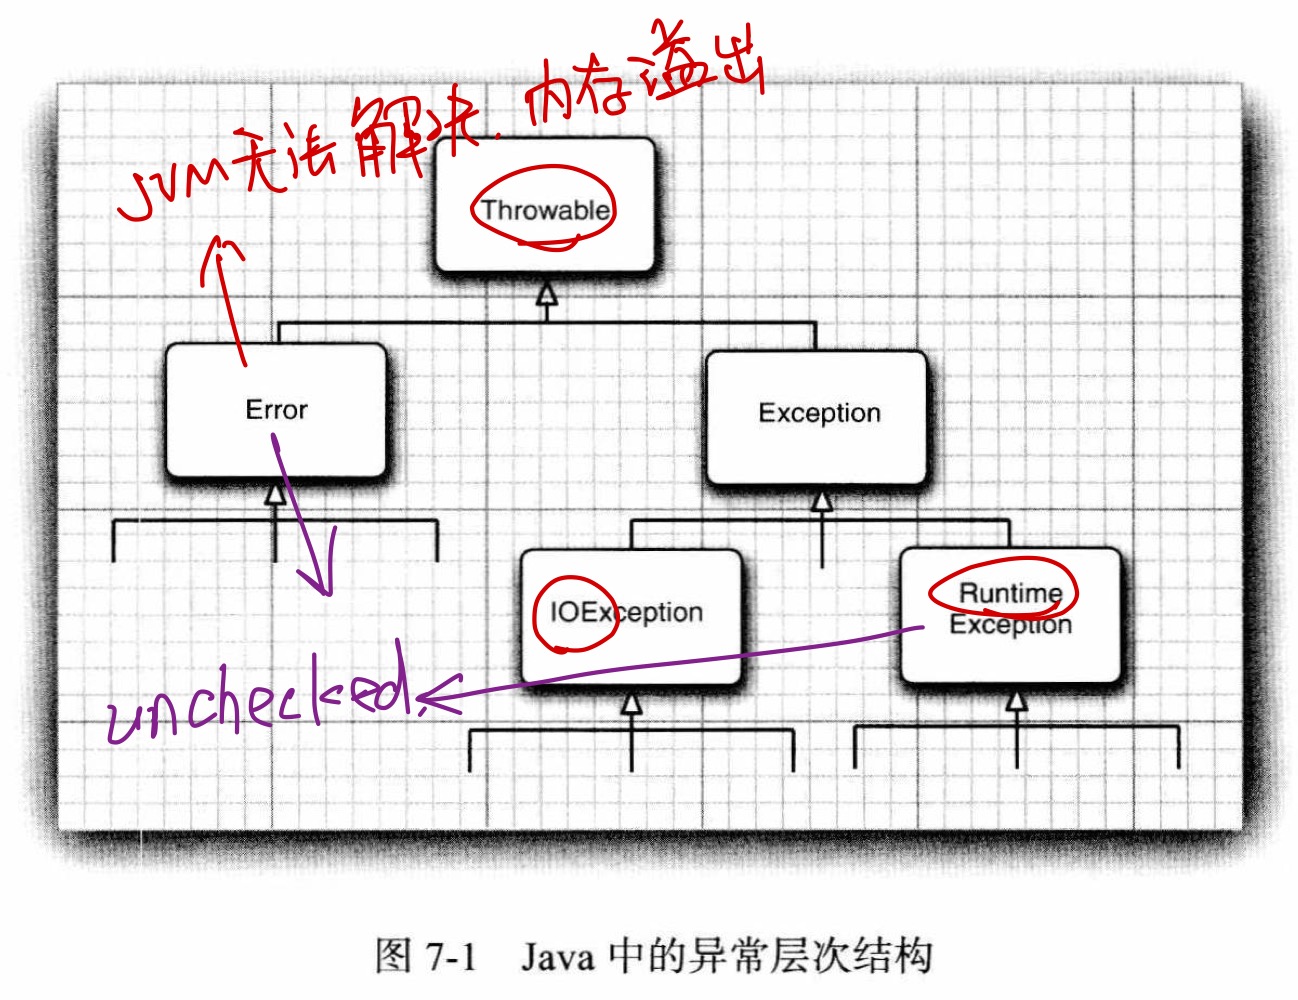 JVM无法解决.内存溢出
Throwable
Error
Exception
IOException
Runtime
Exception
unchecked.
图 7-1 Java 中的异常层次结构